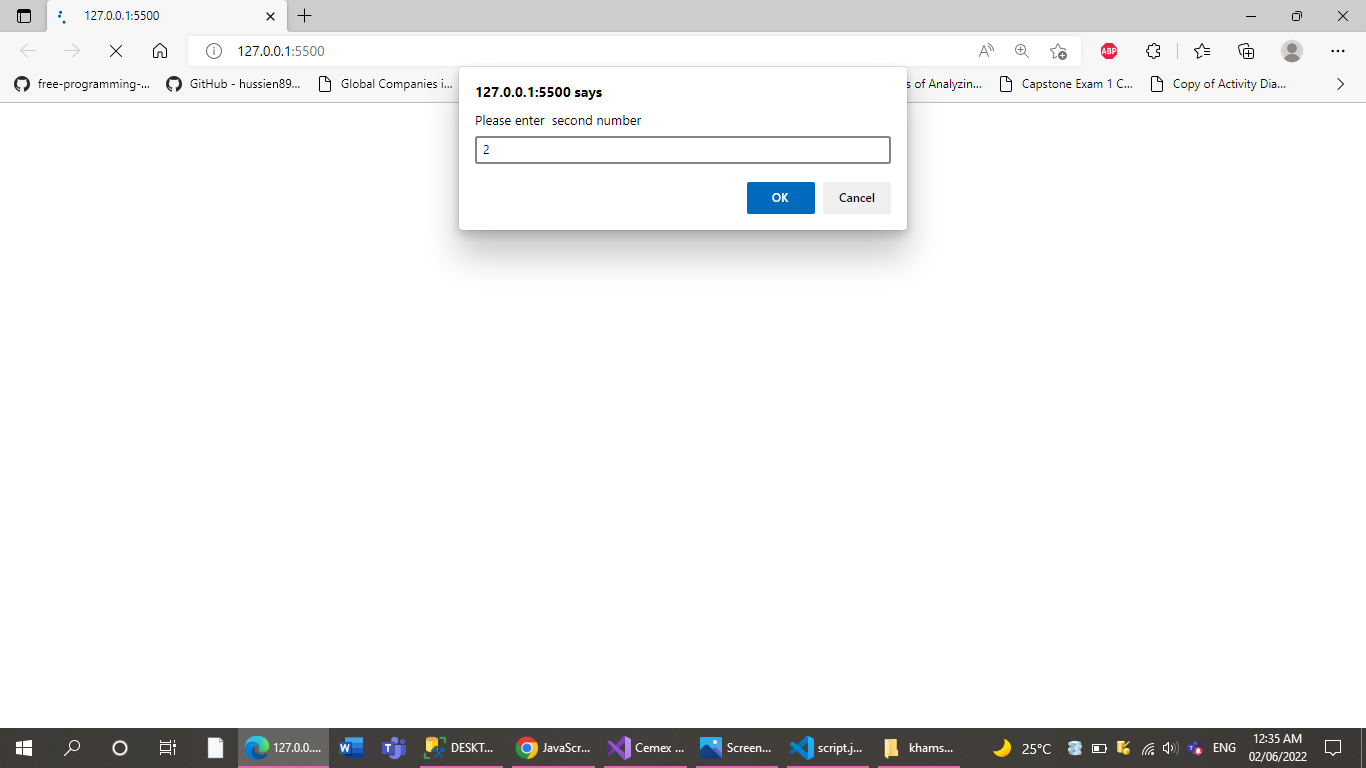 127.0.0.1:5500
127.0.0.1:5500
ABP
free-programming-...
GitHub - hussien89...
Global Companies i...
s of Analyzin...
Capstone Exam 1 C...
Copy of Activity Dia...
127.0.0.1:5500 says
Please enter  second number
2
OK
Cancel
127.0.0....
DESKT...
JavaScr...
Cemex ...
Screen...
script.j...
khams...
25°C
ENG
12:35 AM
02/06/2022